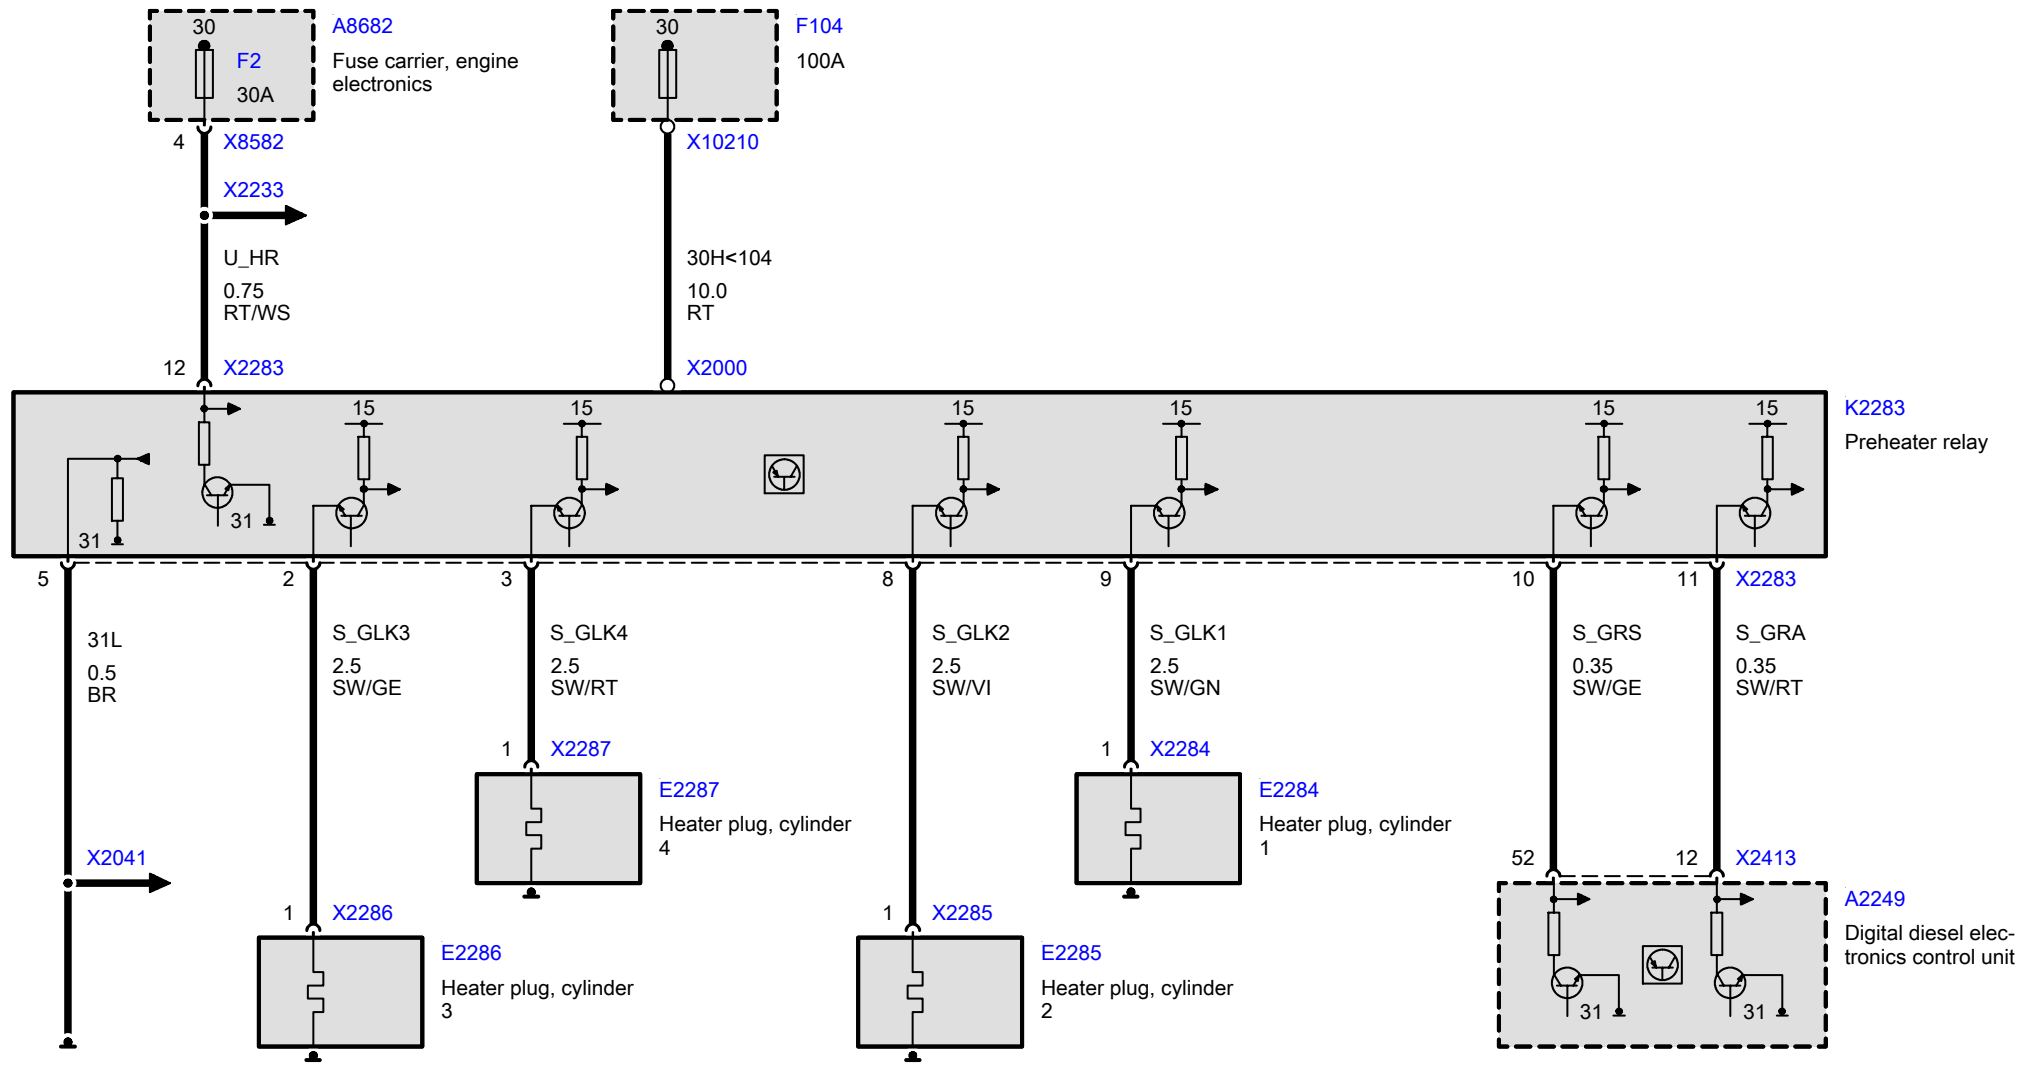 30
A8682
F2
30A
Fuse carrier, engine
electronics
30
F104
100A
4
X8582
X10210
X2233
U_HR
0.75
RT/WS
30H<104
10.0
RT
12
X2283
X2000
15
15
15
15
15
15
K2283
Preheater relay
31
31
5
2
3
8
9
10
11
X2283
31L
0.5
BR
S_GLK3
2.5
SW/GE
S_GLK4
2.5
SW/RT
S_GLK2
2.5
SW/VI
S_GLK1
2.5
SW/GN
S_GRS
0.35
SW/GE
S_GRA
0.35
SW/RT
1
X2287
1
X2284
E2287
Heater plug, cylinder
4
E2284
Heater plug, cylinder
1
X2041
52
12
X2413
1
X2286
1
X2285
A2249
Digital diesel elec-
tronics control unit
E2286
Heater plug, cylinder
3
E2285
Heater plug, cylinder
2
31
31